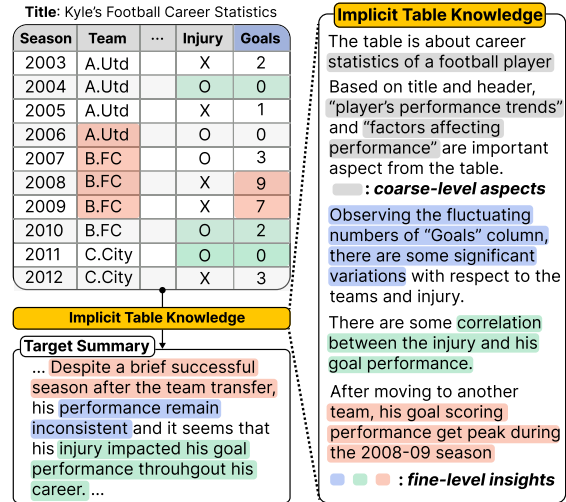 Title: Kyle's Football Career Statistics
Season Team ... Injury Goals
2003 A.Utd X 2
2004 A.Utd O 0
2005 A.Utd X 1
2006 A.Utd O 0
2007 B.FC O 3
2008 B.FC X 9
2009 B.FC X 7
2010 B.FC O 2
2011 C.City O 0
2012 C.City X 3
Implicit Table Knowledge
Target Summary
... Despite a brief successful
season after the team transfer,
his performance remain
inconsistent and it seems that
his injury impacted his goal
performance throuhgout his
career. ...
Implicit Table Knowledge
The table is about career
statistics of a football player
Based on title and header,
“player's performance trends”
and “factors affecting
performance” are important
aspect from the table.
: coarse-level aspects
Observing the fluctuating
numbers of “Goals” column,
there are some significant
variations with respect to the
teams and injury.
There are some correlation
between the injury and his
goal performance.
After moving to another
team, his goal scoring
performance get peak during
the 2008-09 season
: fine-level insights